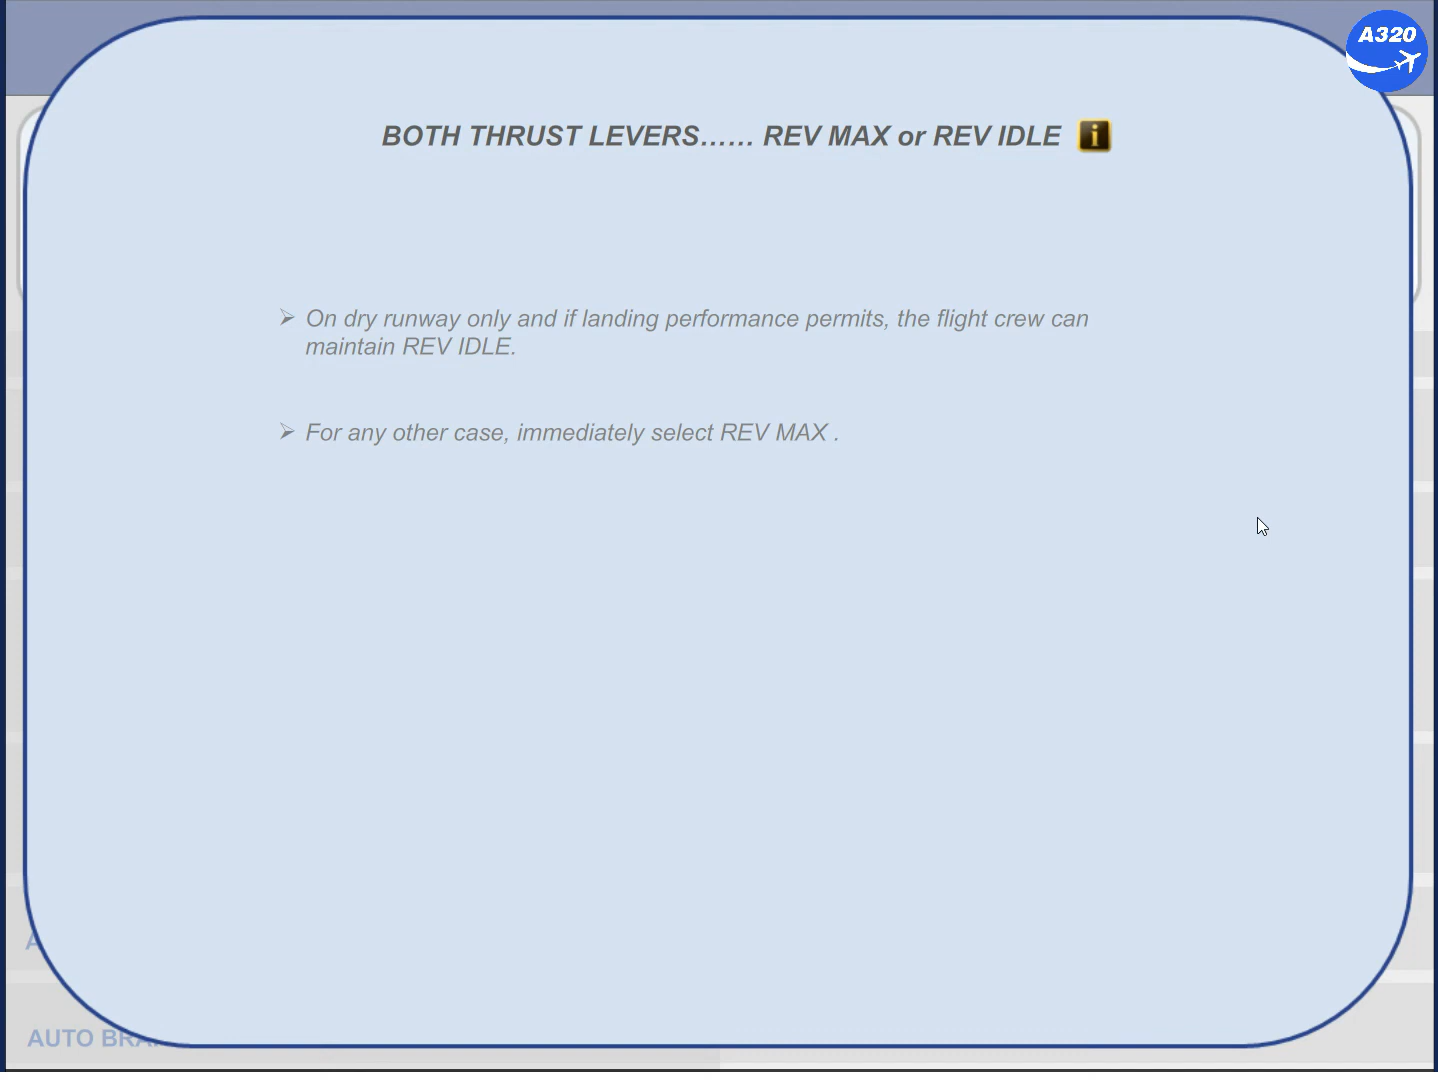 A320
BOTH THRUST LEVERS...... REV MAX or REV IDLE
➢ On dry runway only and if landing performance permits, the flight crew can
maintain REV IDLE.
➢ For any other case, immediately select REV MAX .
AUTO